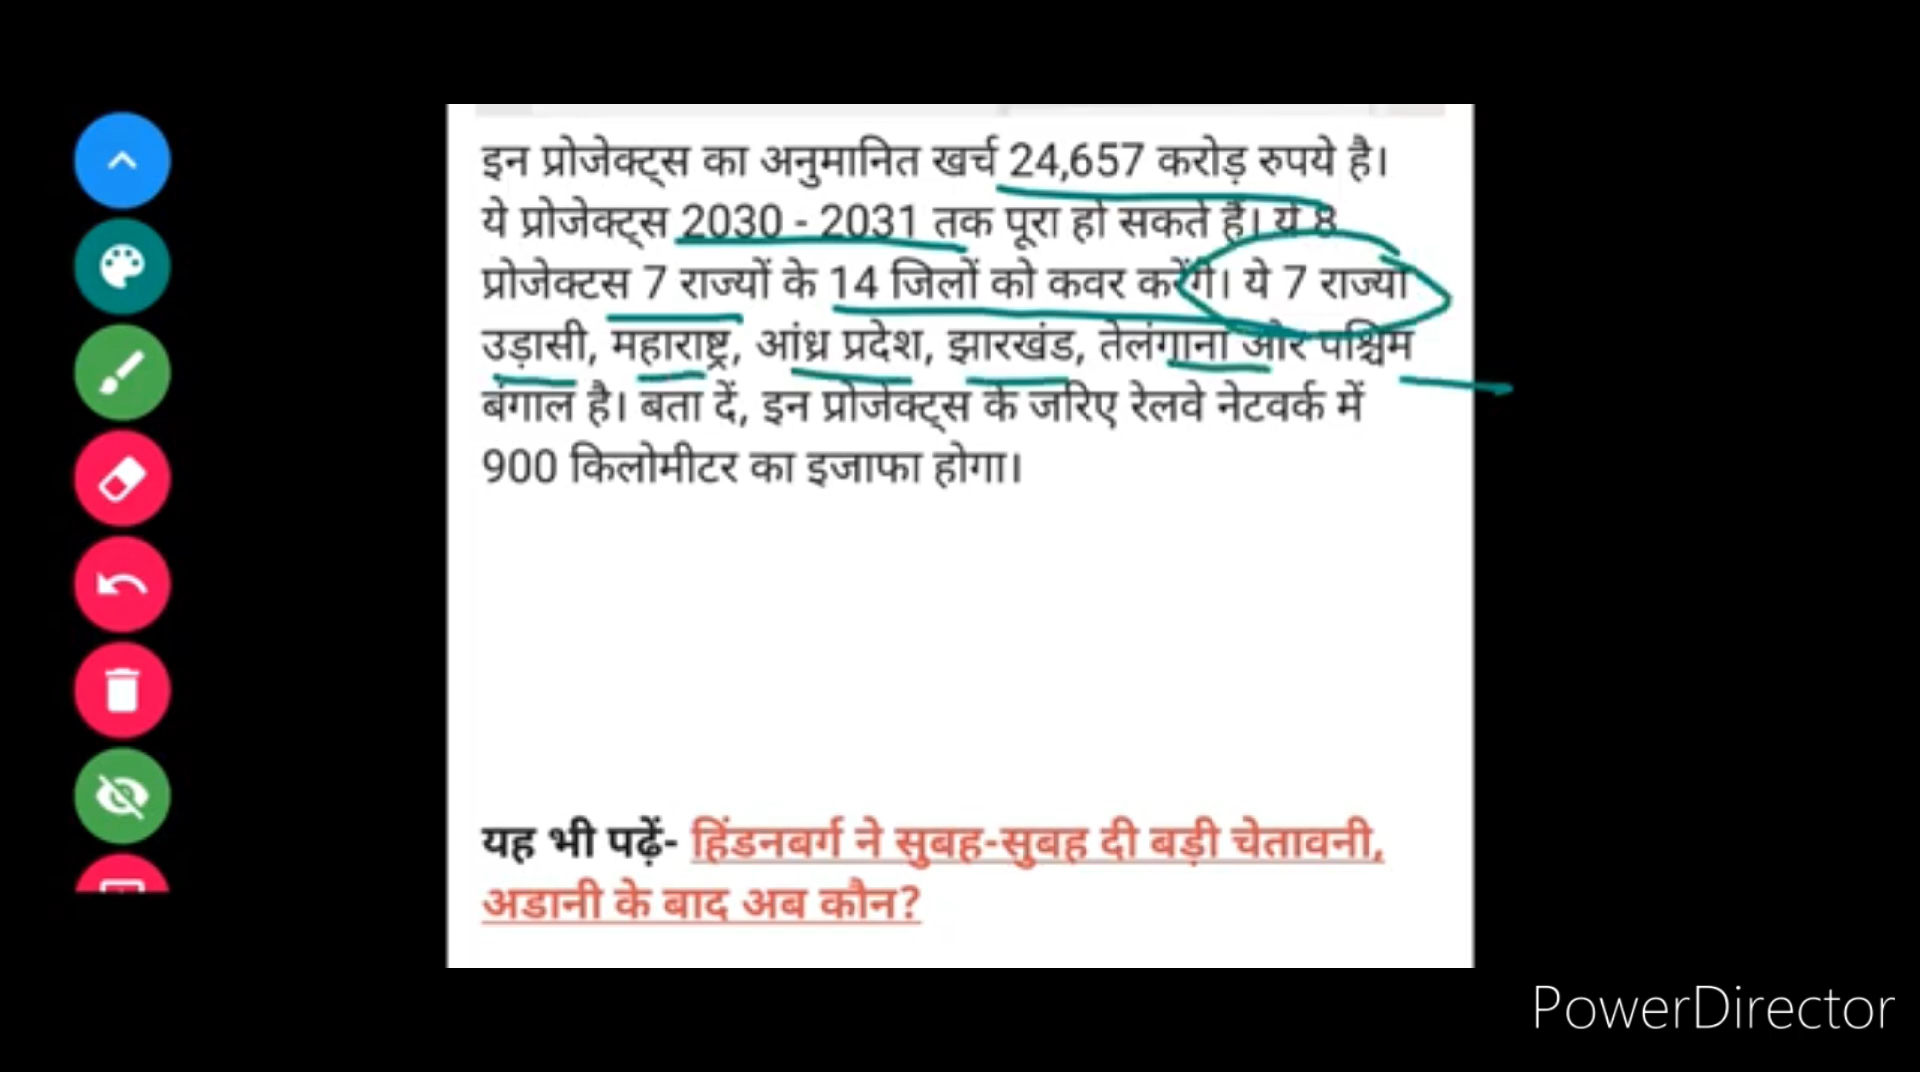 इन प्रोजेक्ट्स का अनुमानित खर्च 24,657 करोड़ रुपये है।
ये प्रोजेक्ट्स 2030 - 2031 तक पूरा हो सकते हैं। ये 8
प्रोजेक्टस 7 राज्यों के 14 जिलों को कवर करेंगे। ये 7 राज्यों
उड़ासी, महाराष्ट्र, आंध्र प्रदेश, झारखंड, तेलंगाना और पश्चिम
बंगाल है। बता दें, इन प्रोजेक्ट्स के जरिए रेलवे नेटवर्क में
900 किलोमीटर का इजाफा होगा।
यह भी पढ़ें- हिंडनबर्ग ने सुबह-सुबह दी बड़ी चेतावनी,
अडानी के बाद अब कौन?
PowerDirector